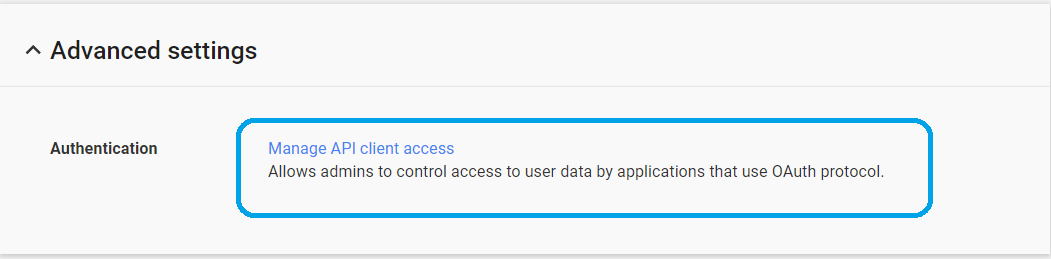 Advanced settings
Authentication
Manage API client access
Allows admins to control access to user data by applications that use OAuth protocol.